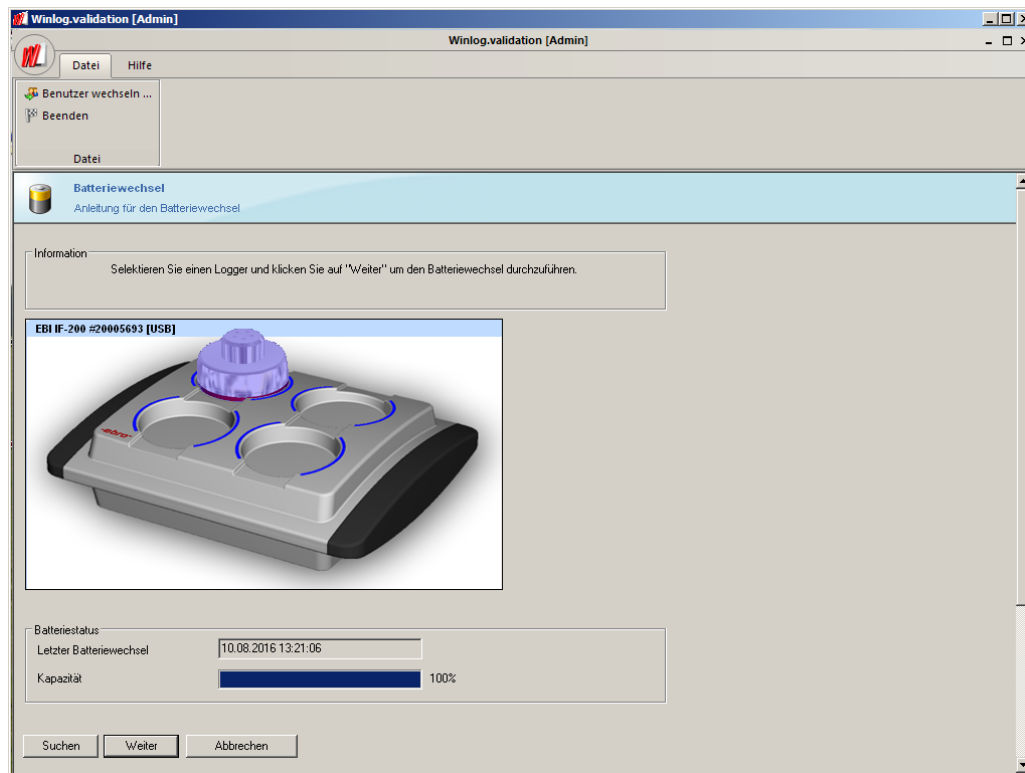 Winlog.validation [Admin]
Winlog.validation [Admin]
WL
Datei Hilfe
Benutzer wechseln ...
Beenden
Datei
Batteriewechsel
Anleitung für den Batteriewechsel
Information
Selektieren Sie einen Logger und klicken Sie auf "Weiter" um den Batteriewechsel durchzuführen.
EBI IF-200 #20005693 [USB]
-ebro-
Batteriestatus
Letzter Batteriewechsel 10.08.2016 13:21:06
Kapazität 100%
Suchen Weiter Abbrechen